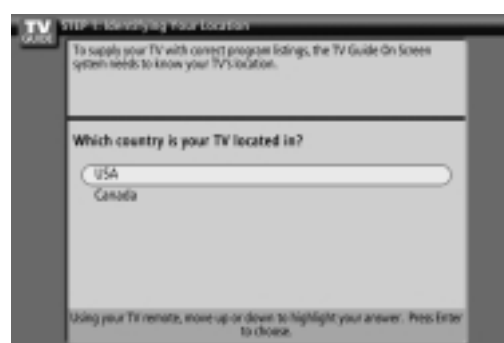 TV
GUIDE
STEP 1: Identifying Your Location
To supply your TV with correct program listings, the TV Guide On Screen
system needs to know your TV's location.
Which country is your TV located in?
USA
Canada
Using your TV remote, move up or down to highlight your answer. Press Enter
to choose.